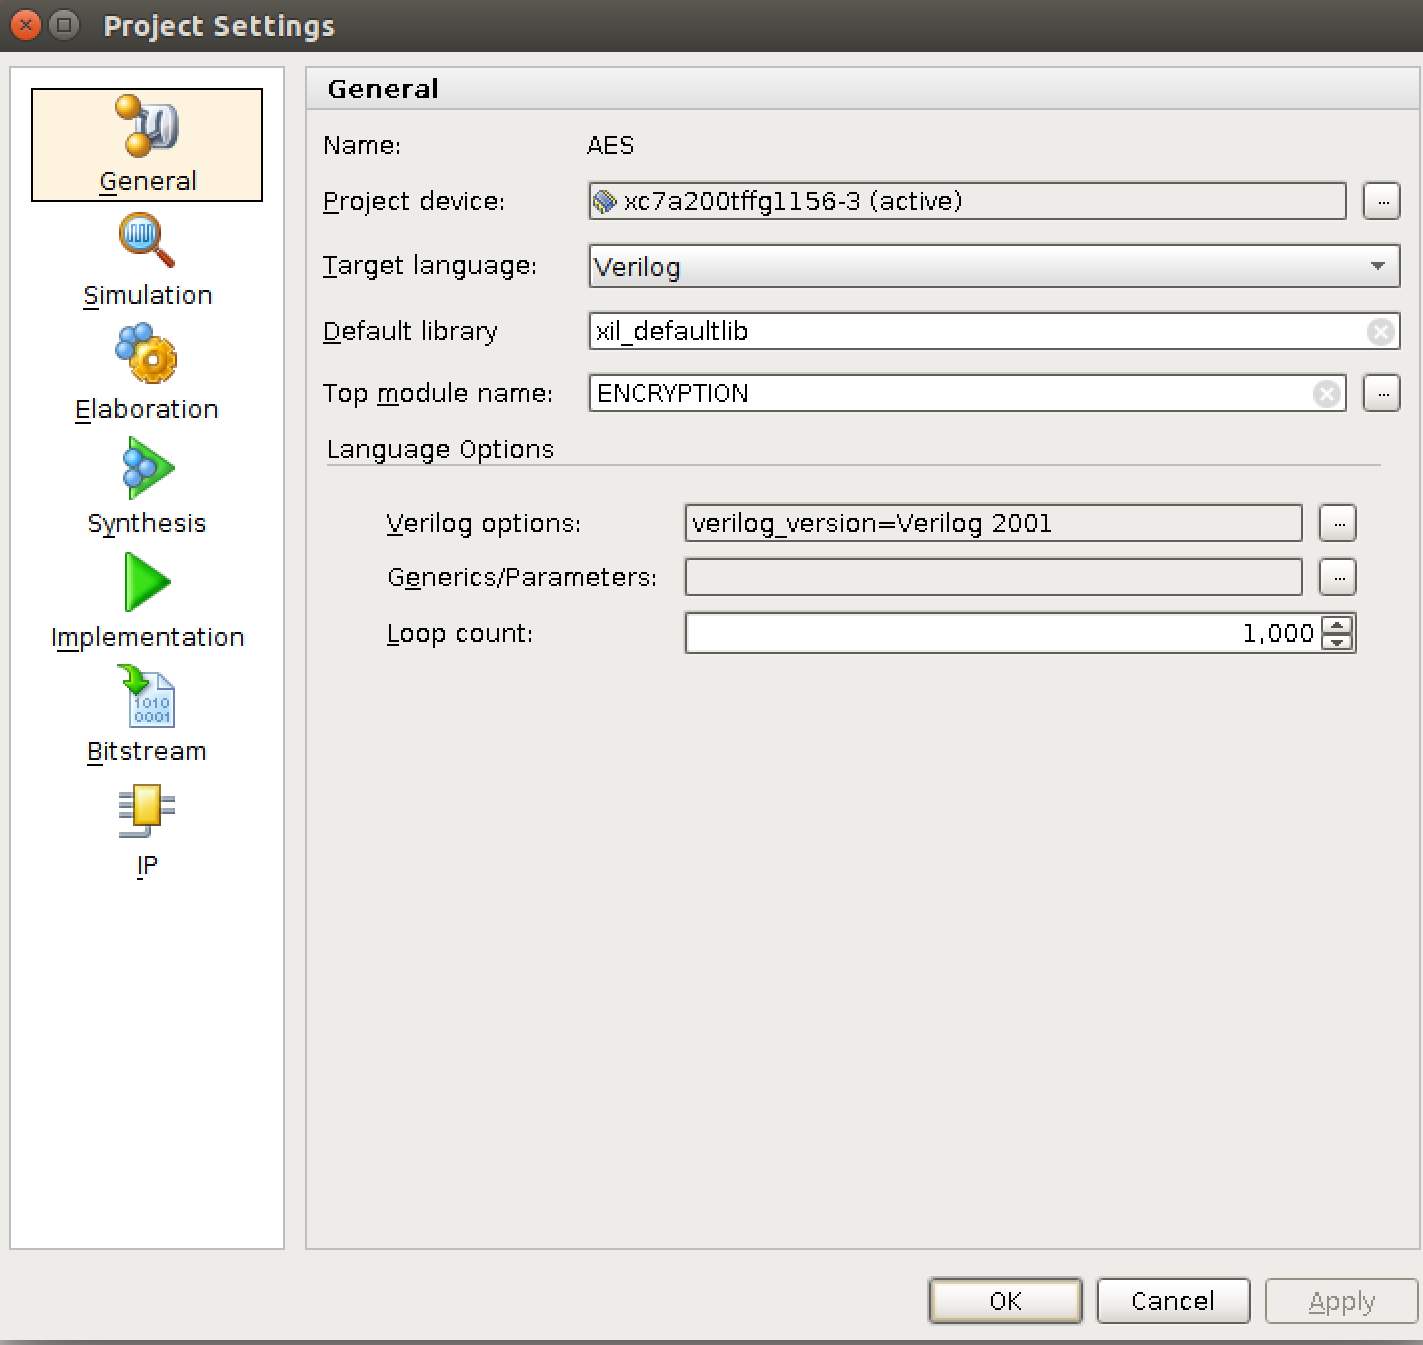 Project Settings
General
Simulation
Elaboration
Synthesis
Implementation
1010
0001
Bitstream
IP
General
Name: AES
Project device: xc7a200tffg1156-3 (active) ...
Target language: Verilog
Default library xil_defaultlib
Top module name: ENCRYPTION ...
Language Options
Verilog options: verilog_version=Verilog 2001 ...
Generics/Parameters: ...
Loop count: 1,000
OK Cancel Apply